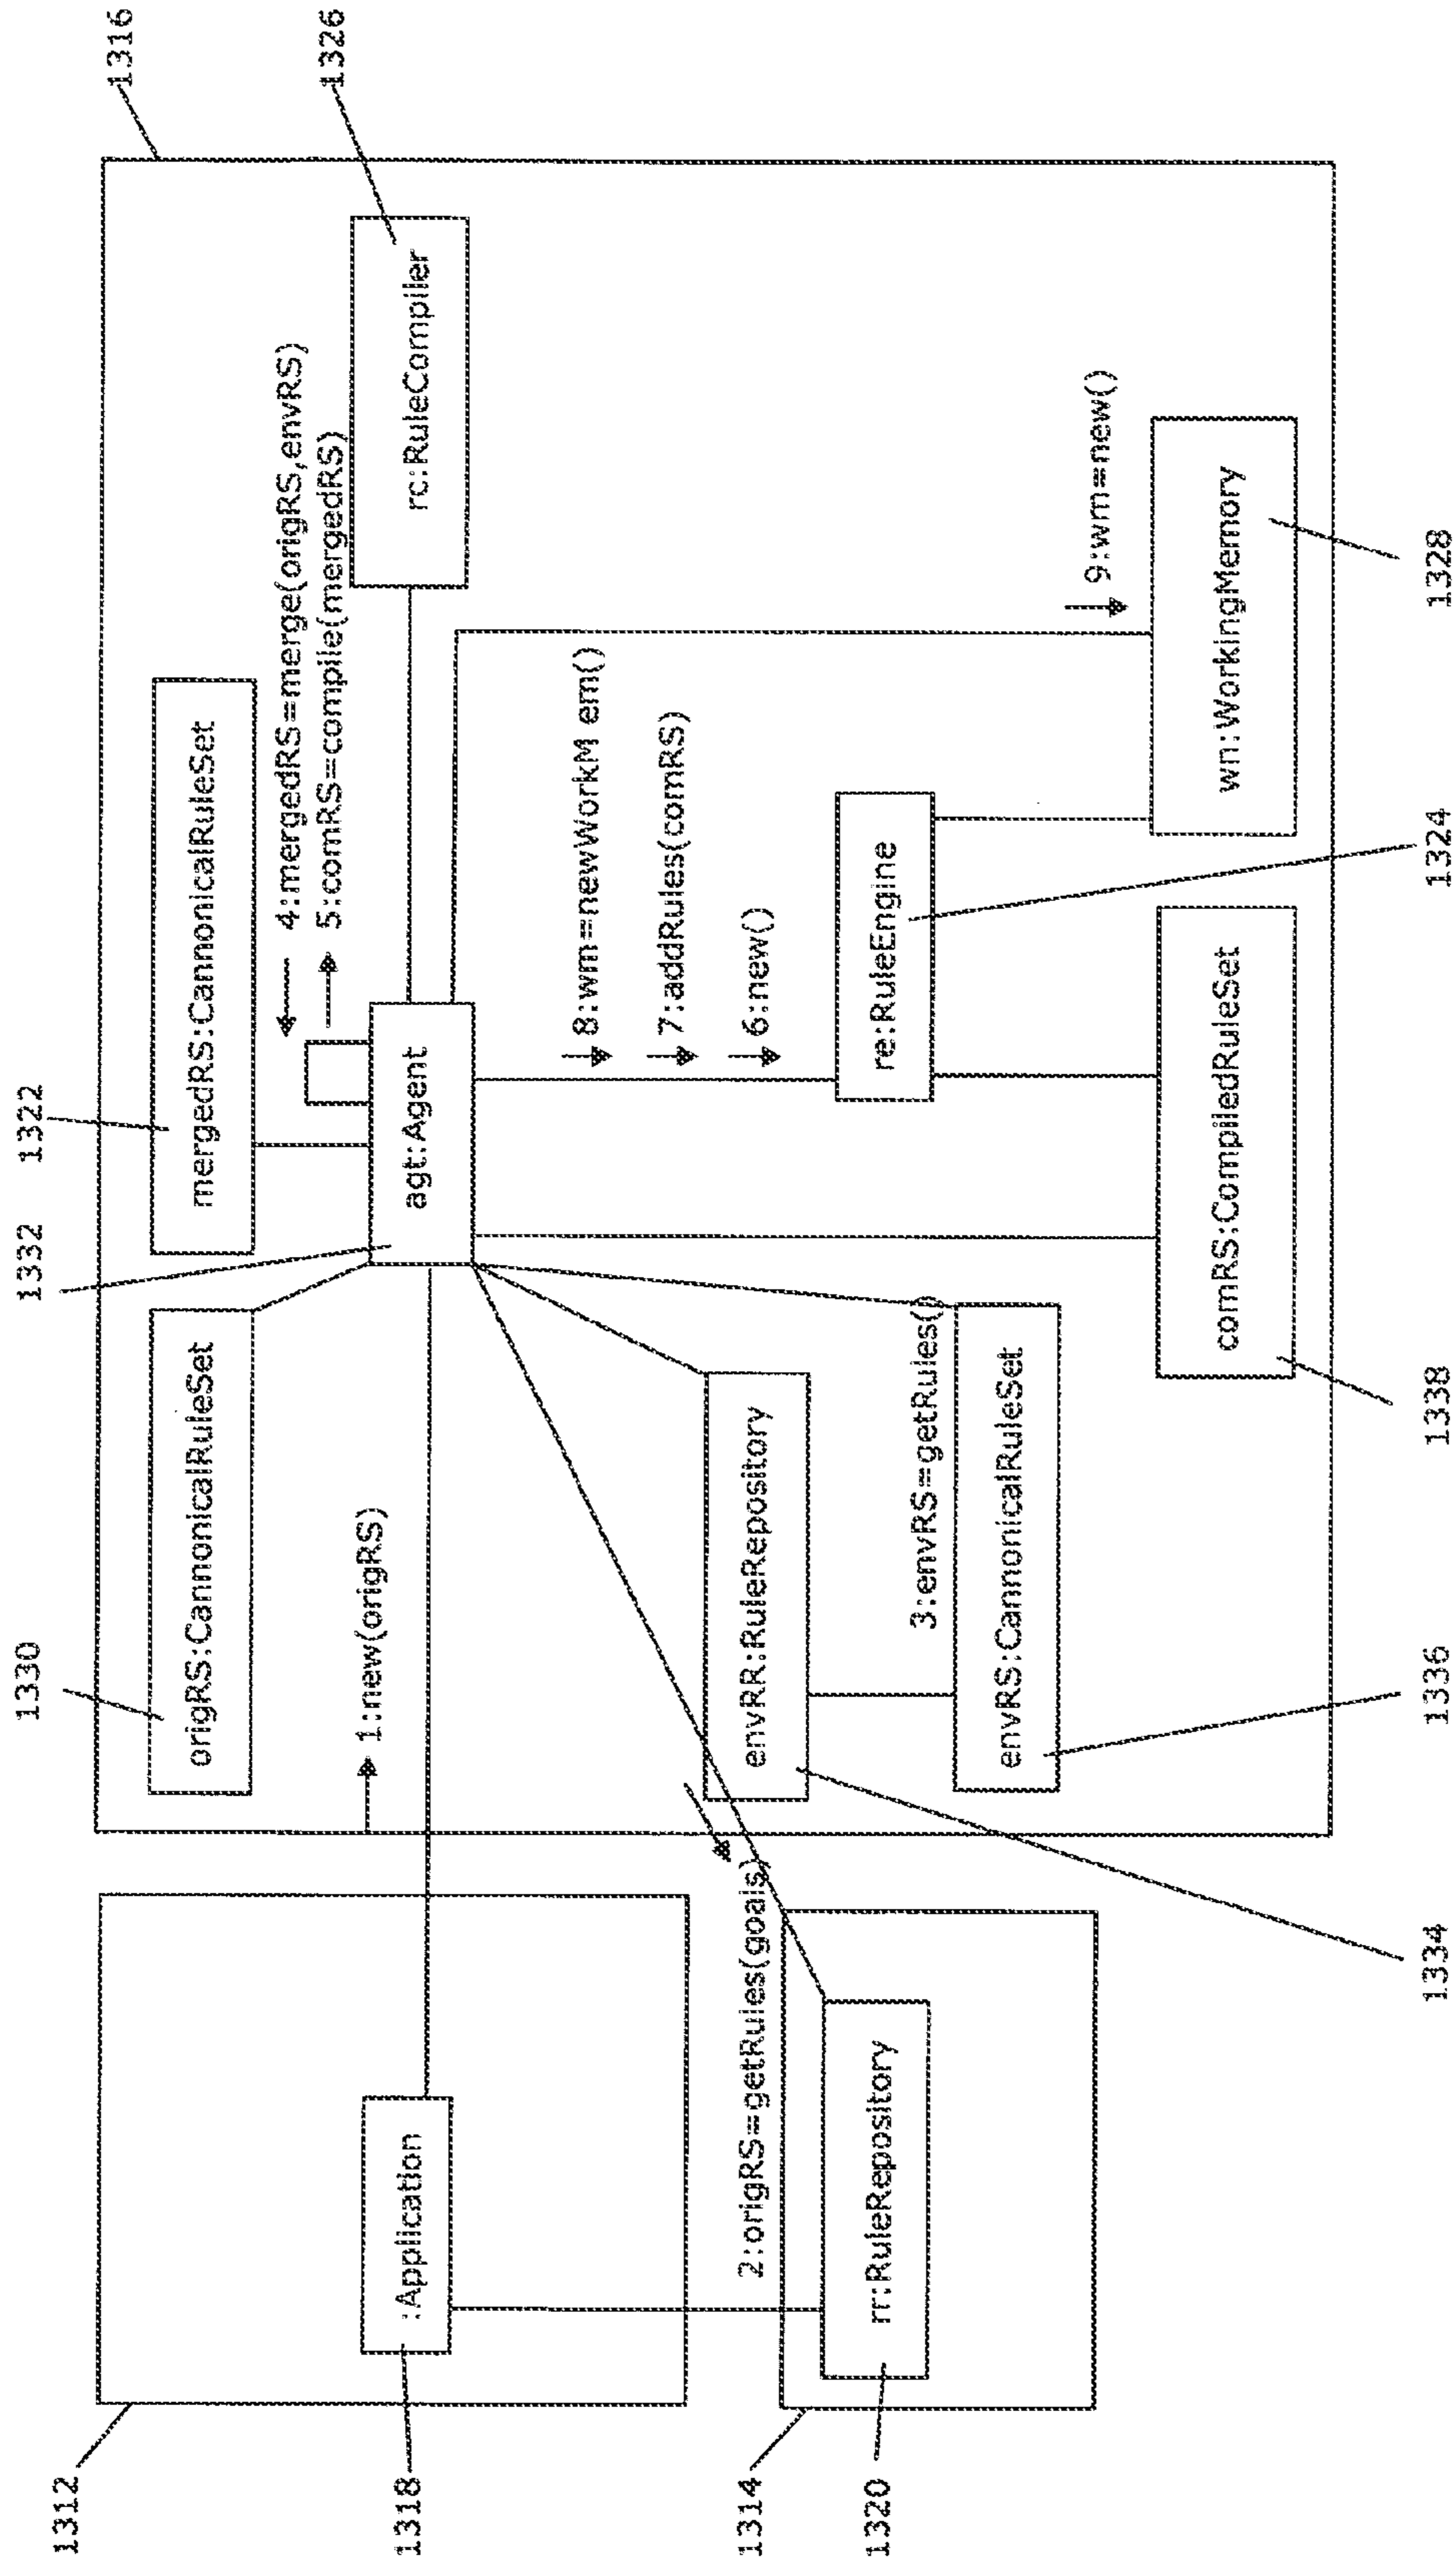 1316
1326
1322
1332
1330
mergedRS:CannonicalRuleSet
origRS:CannonicalRuleSet
4:mergedRS=merge(origRS,envRS)
5:comRS=compile(mergedRS)
rc:RuleCompiler
1:new(origRS)
agt:Agent
:Application
1312
1318
8:wm=newWorkM em()
7:addRules(comRS)
6:new()
2:origRS=getRules(goals)
envRR:RuleRepository
re:RuleEngine
rr:RuleRepository
1314
1320
3:envRS=getRules()
envRS:CannonicalRuleSet
9:wm=new()
wn:WorkingMemory
comRS:CompiledRuleSet
1334
1336
1338
1324
1328